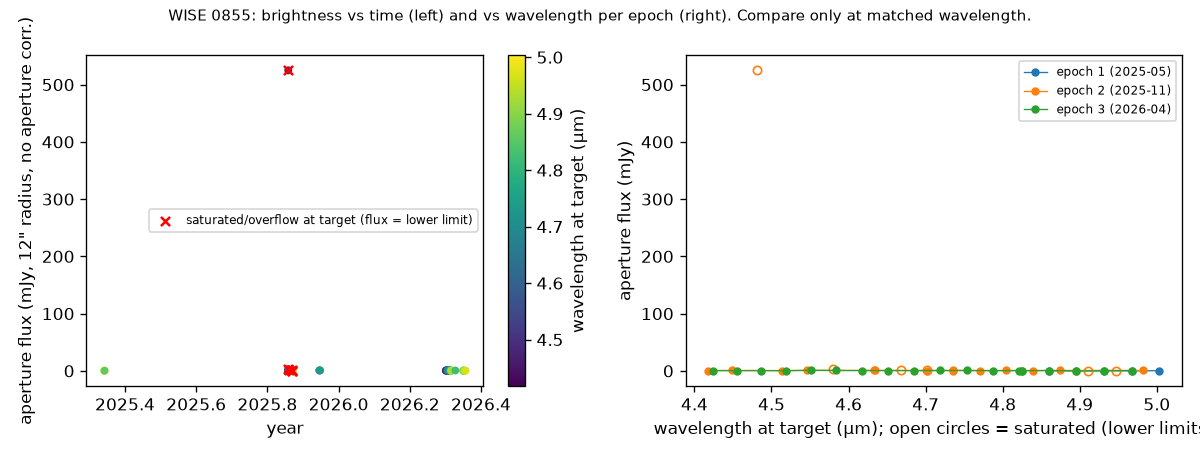 WISE 0855: brightness vs time (left) and vs wavelength per epoch (right). Compare only at matched wavelength.
aperture flux (mJy, 12" radius, no aperture corr.)
500
400
300
200
100
0
saturated/overflow at target (flux = lower limit)
2025.4 2025.6 2025.8 2026.0 2026.2 2026.4
year
5.0
4.9
4.8
4.7
4.6
4.5
wavelength at target (μm)
aperture flux (mJy)
500
400
300
200
100
0
epoch 1 (2025-05)
epoch 2 (2025-11)
epoch 3 (2026-04)
4.4 4.5 4.6 4.7 4.8 4.9 5.0
wavelength at target (μm); open circles = saturated (lower limits